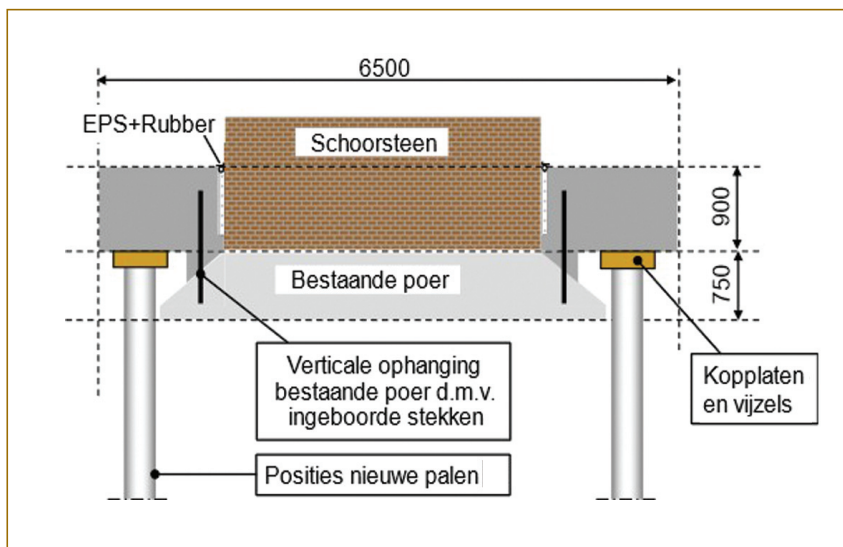 6500
EPS+Rubber
Schoorsteen
900
Bestaande poer
750
Verticale ophanging
bestaande poer d.m.v.
ingeboorde stekken
Kopplaten
en vijzels
Posities nieuwe palen